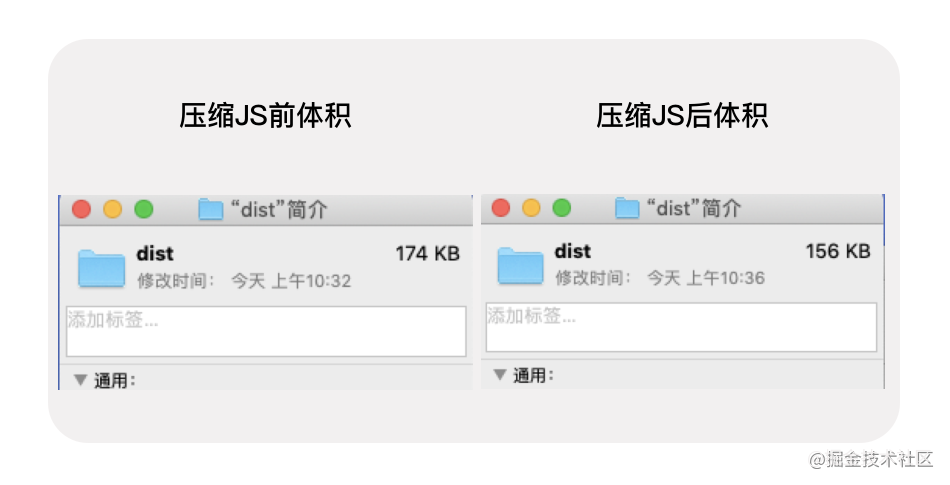 压缩JS前体积
压缩JS后体积
“dist”简介
dist 174 KB
修改时间： 今天 上午10:32
添加标签...
▼ 通用：
“dist”简介
dist 156 KB
修改时间： 今天 上午10:36
添加标签...
▼ 通用：
@掘金技术社区